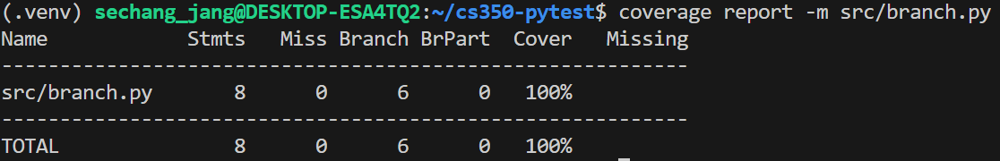 (.venv) sechang_jang@DESKTOP-ESA4TQ2:~/cs350-pytest$ coverage report -m src/branch.py
Name            Stmts   Miss Branch BrPart  Cover   Missing
-----------------------------------------------------------
src/branch.py       8      0      6      0   100%
-----------------------------------------------------------
TOTAL               8      0      6      0   100%